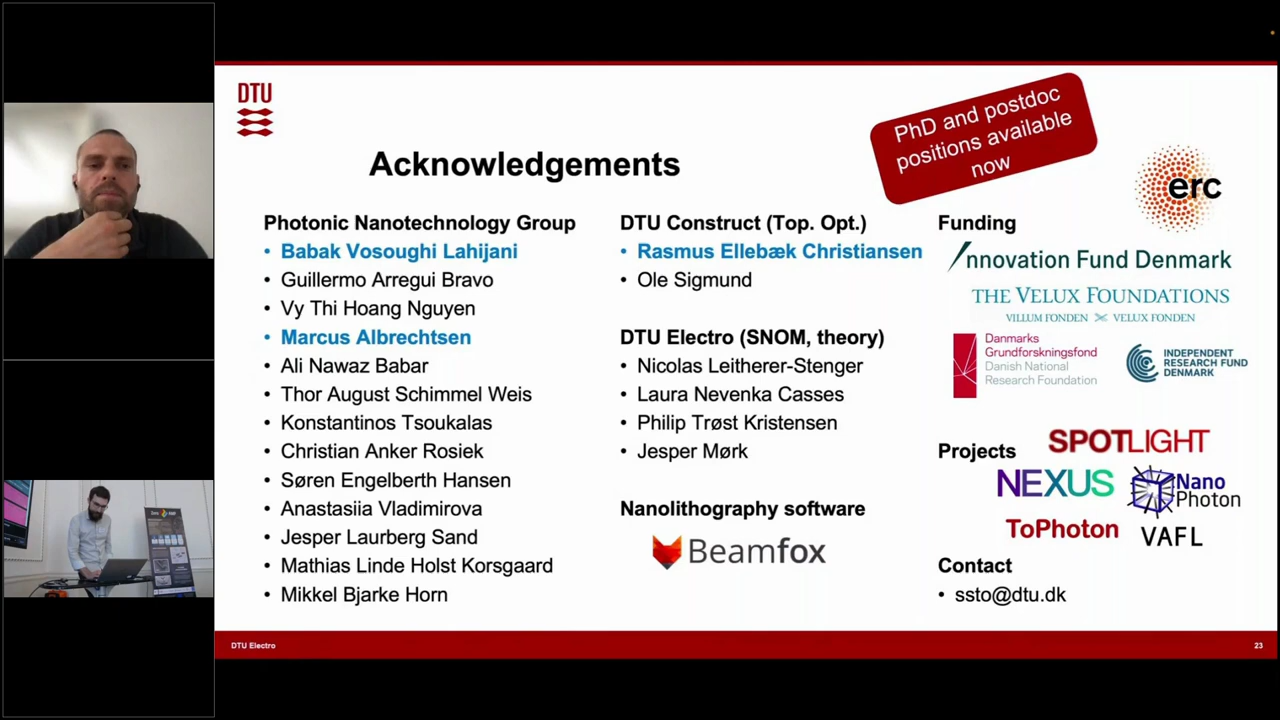 DTU
PhD and postdoc
positions available
now
Acknowledgements
Photonic Nanotechnology Group
• Babak Vosoughi Lahijani
• Guillermo Arregui Bravo
• Vy Thi Hoang Nguyen
• Marcus Albrechtsen
• Ali Nawaz Babar
• Thor August Schimmel Weis
• Konstantinos Tsoukalas
• Christian Anker Rosiek
• Søren Engelberth Hansen
• Anastasiia Vladimirova
• Jesper Laurberg Sand
• Mathias Linde Holst Korsgaard
• Mikkel Bjarke Horn
DTU Construct (Top. Opt.)
• Rasmus Ellebæk Christiansen
• Ole Sigmund
DTU Electro (SNOM, theory)
• Nicolas Leitherer-Stenger
• Laura Nevenka Casses
• Philip Trøst Kristensen
• Jesper Mørk
Nanolithography software
Beamfox
Funding
erc
Innovation Fund Denmark
THE VELUX FOUNDATIONS
VILLUM FONDEN VELUX FONDEN
Danmarks
Grundforskningsfond
Danish National
Research Foundation
INDEPENDENT
RESEARCH FUND
DENMARK
Projects
SPOTLIGHT
NEXUS
Nano
Photon
ToPhoton
VAFL
Contact
• ssto@dtu.dk
DTU Electro
23